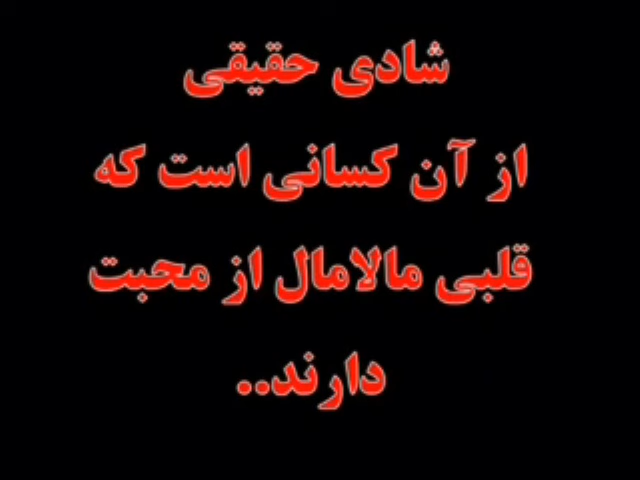 شادی حقیقی
از آن کسانی است که
قلبی مالامال از محبت
دارند..